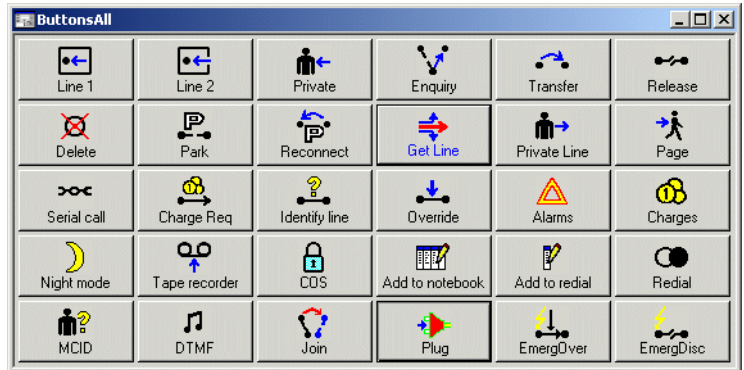 ButtonsAll
Line 1 Line 2 Private Enquiry Transfer Release
Delete Park Reconnect Get Line Private Line Page
Serial call Charge Req Identify line Override Alarms Charges
Night mode Tape recorder COS Add to notebook Add to redial Redial
MCID DTMF Join Plug EmergOver EmergDisc